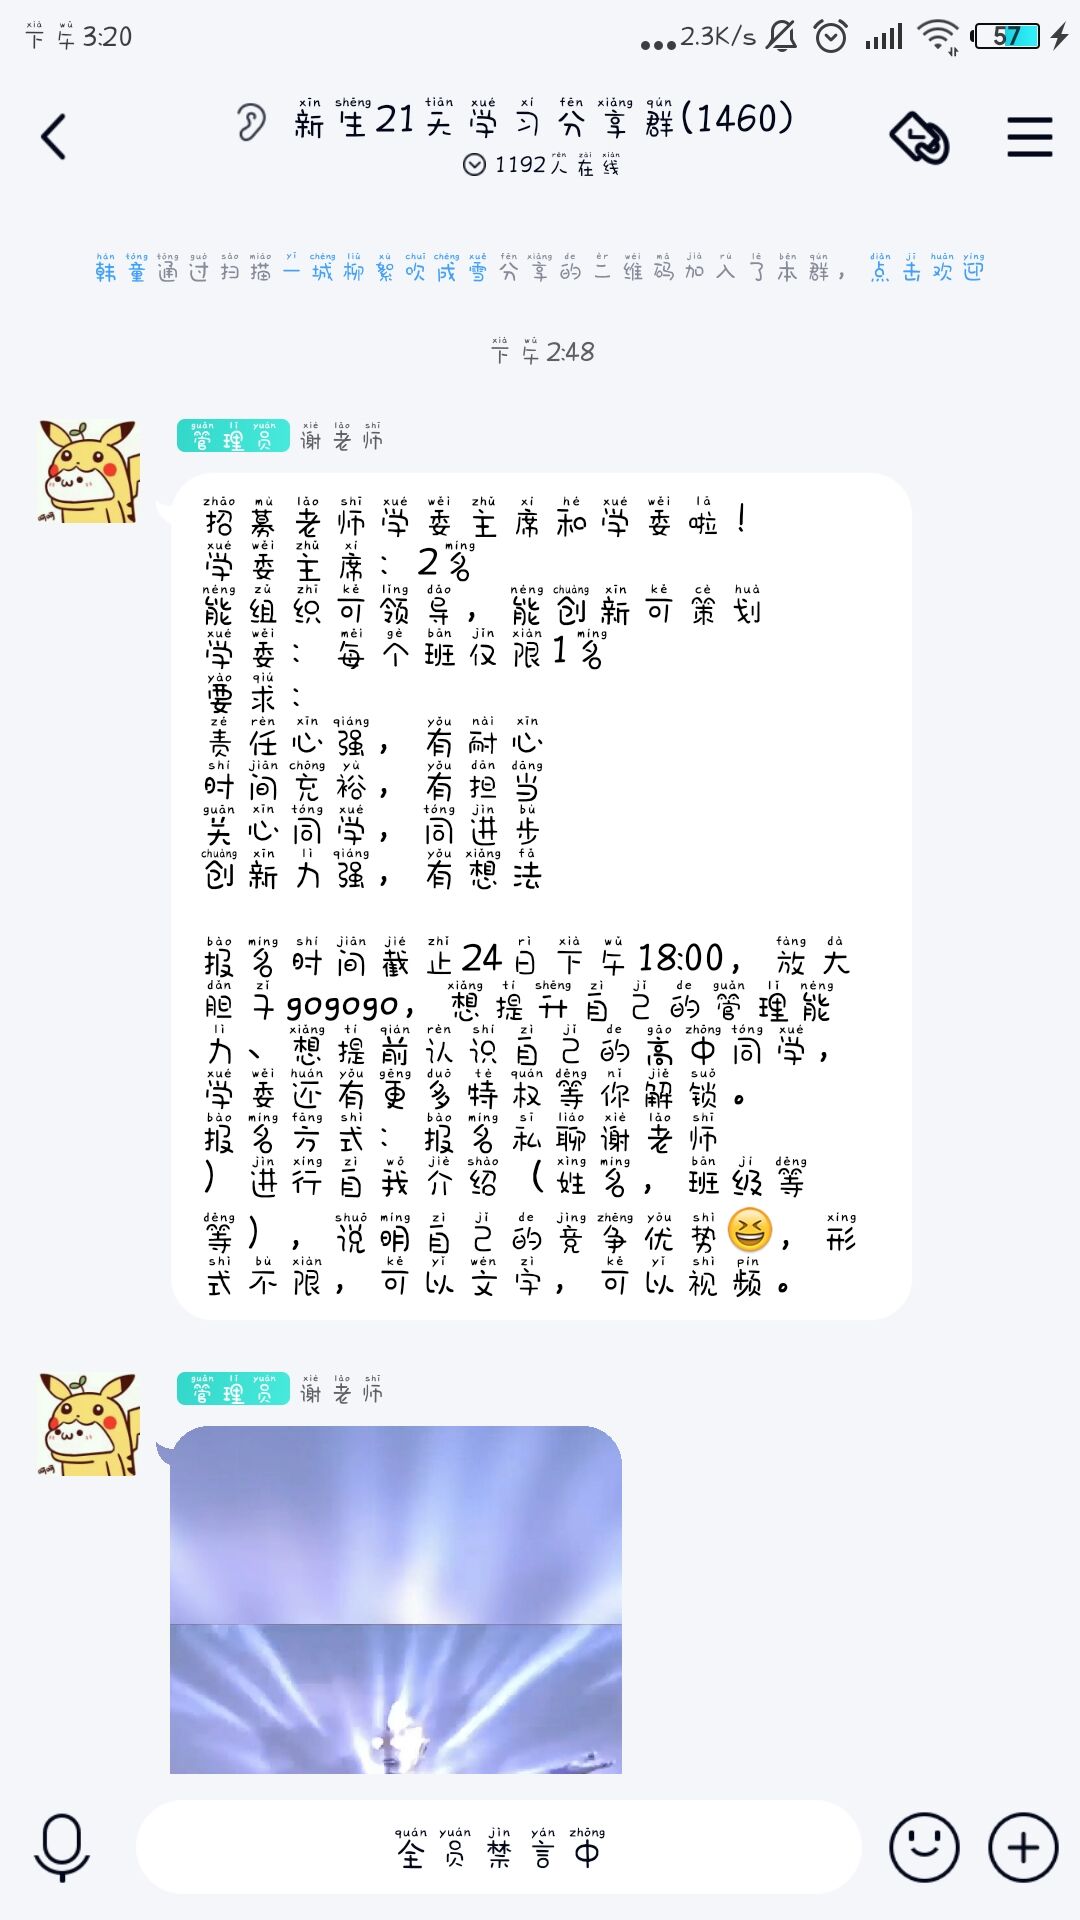 下午3:20
2.3K/s
57
新生21天学习分享群(1460)
1192人在线
韩童通过扫描一城柳絮吹成雪分享的二维码加入了本群，点击欢迎
下午2:48
管理员 谢老师
招募老师学委主席和学委啦！
学委主席：2名
能组织可领导，能创新可策划
学委：每个班仅限1名
要求：
责任心强，有耐心
时间充裕，有担当
关心同学，同进步
创新力强，有想法
报名时间截止24日下午18:00，放大
胆子gogogo，想提升自己的管理能
力、想提前认识自己的高中同学，
学委还有更多特权等你解锁。
报名方式：报名私聊谢老师
）进行自我介绍（姓名，班级等
等），说明自己的竞争优势😆，形
式不限，可以文字，可以视频。
管理员 谢老师
全员禁言中